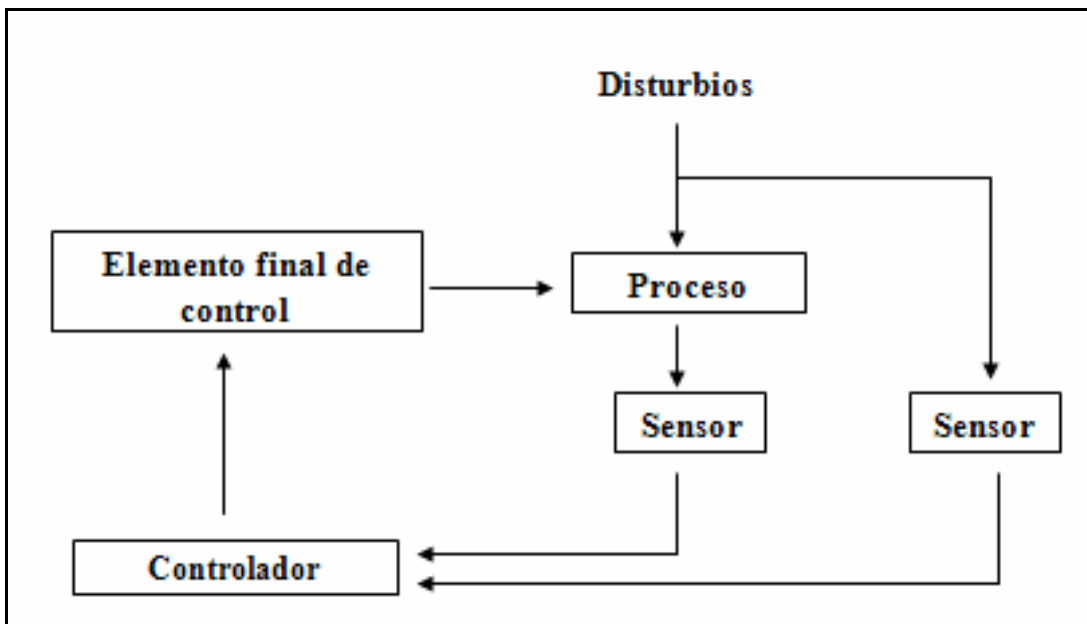 Disturbios
Elemento final de
control
Proceso
Sensor
Sensor
Controlador